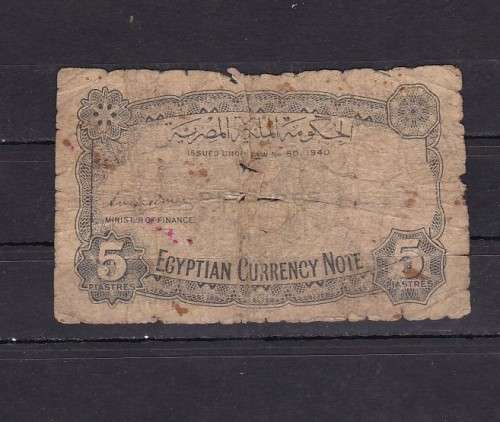 الحكومة الملكية المصرية
ISSUED UNDER LAW No 50/1940
MINISTER OF FINANCE
5 PIASTRES
EGYPTIAN CURRENCY NOTE
5 PIASTRES